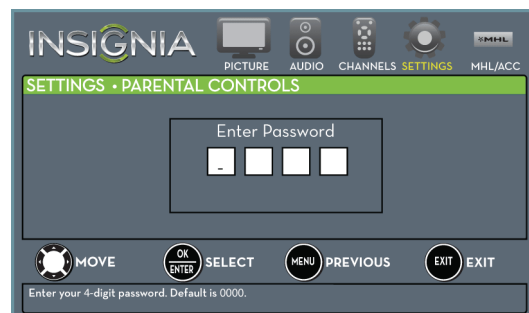 INSIGNIA
PICTURE AUDIO CHANNELS SETTINGS MHL/ACC
MHL
SETTINGS • PARENTAL CONTROLS
Enter Password
_
MOVE OK ENTER SELECT MENU PREVIOUS EXIT EXIT
Enter your 4-digit password. Default is 0000.